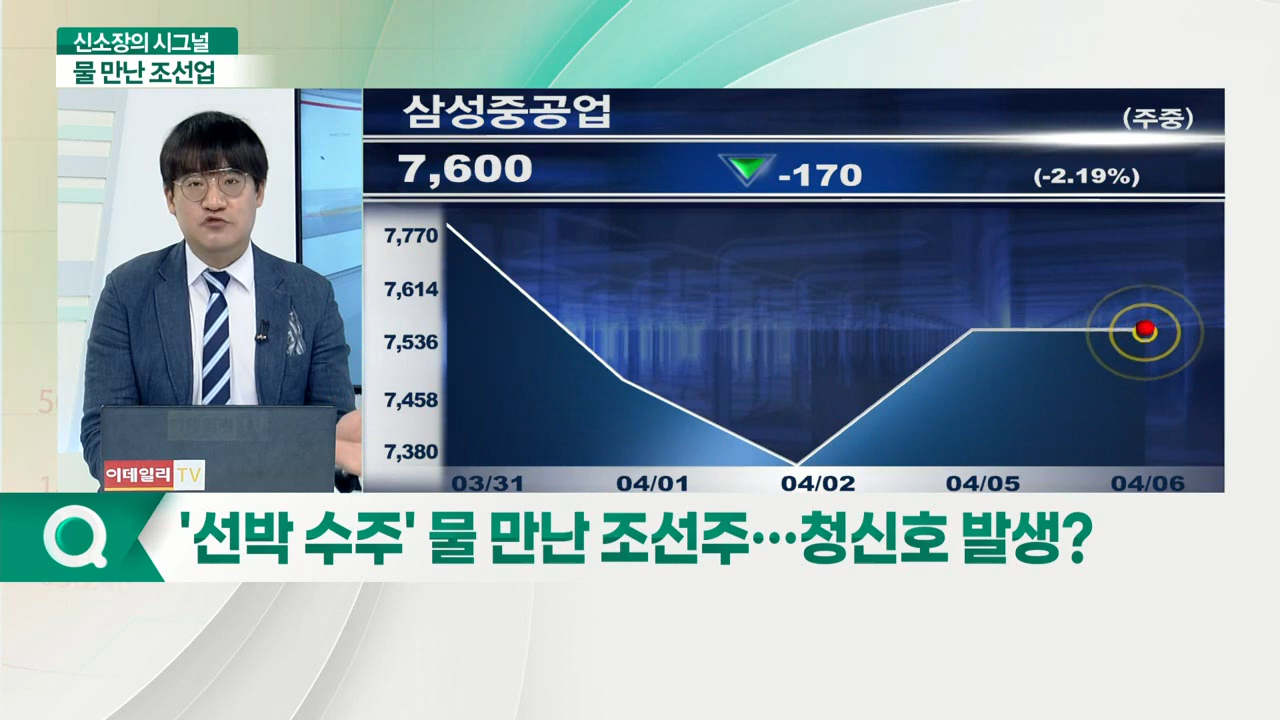 신소장의 시그널
물 만난 조선업
삼성중공업 (주중)
7,600 -170 (-2.19%)
7,770
7,614
7,536
7,458
7,380
03/31 04/01 04/02 04/05 04/06
이데일리 TV
'선박 수주' 물 만난 조선주…청신호 발생?